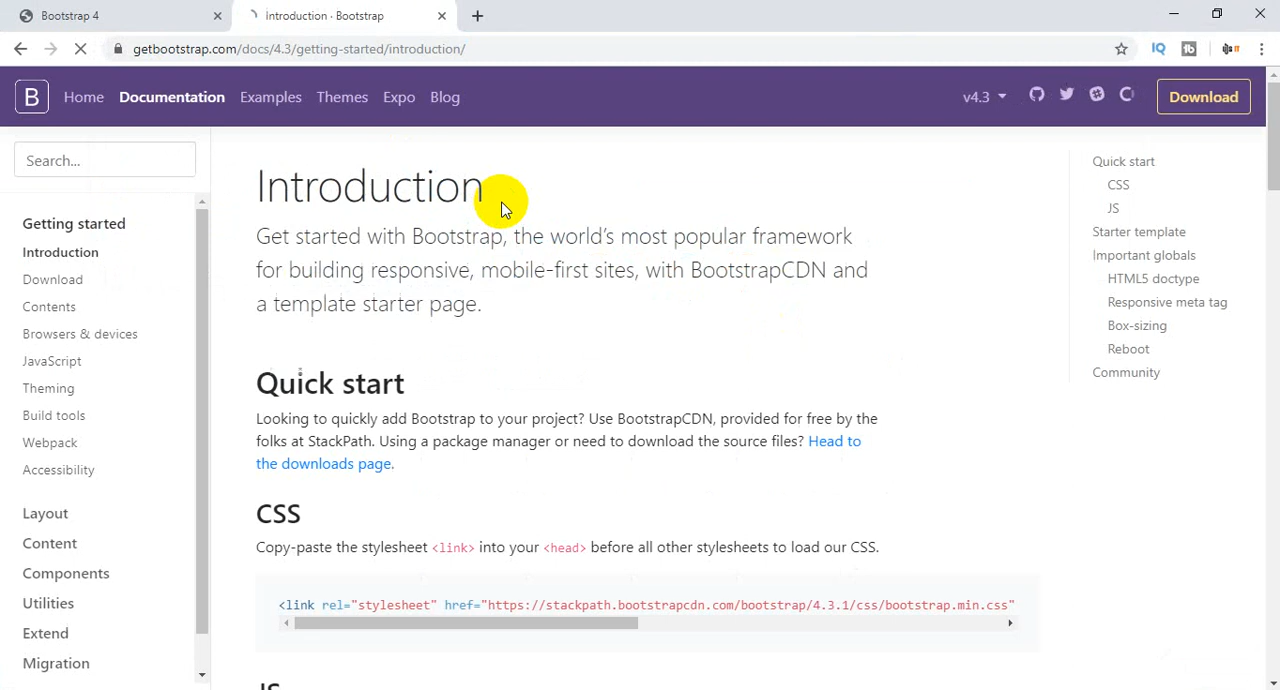 Bootstrap 4
Introduction · Bootstrap
getbootstrap.com/docs/4.3/getting-started/introduction/
IQ
tb
B
Home
Documentation
Examples
Themes
Expo
Blog
v4.3
Download
Search...
Getting started
Introduction
Download
Contents
Browsers & devices
JavaScript
Theming
Build tools
Webpack
Accessibility
Layout
Content
Components
Utilities
Extend
Migration
Introduction
Get started with Bootstrap, the world's most popular framework
for building responsive, mobile-first sites, with BootstrapCDN and
a template starter page.
Quick start
Looking to quickly add Bootstrap to your project? Use BootstrapCDN, provided for free by the
folks at StackPath. Using a package manager or need to download the source files? Head to
the downloads page.
CSS
Copy-paste the stylesheet <link> into your <head> before all other stylesheets to load our CSS.
<link rel="stylesheet" href="https://stackpath.bootstrapcdn.com/bootstrap/4.3.1/css/bootstrap.min.css"
JS
Quick start
CSS
JS
Starter template
Important globals
HTML5 doctype
Responsive meta tag
Box-sizing
Reboot
Community